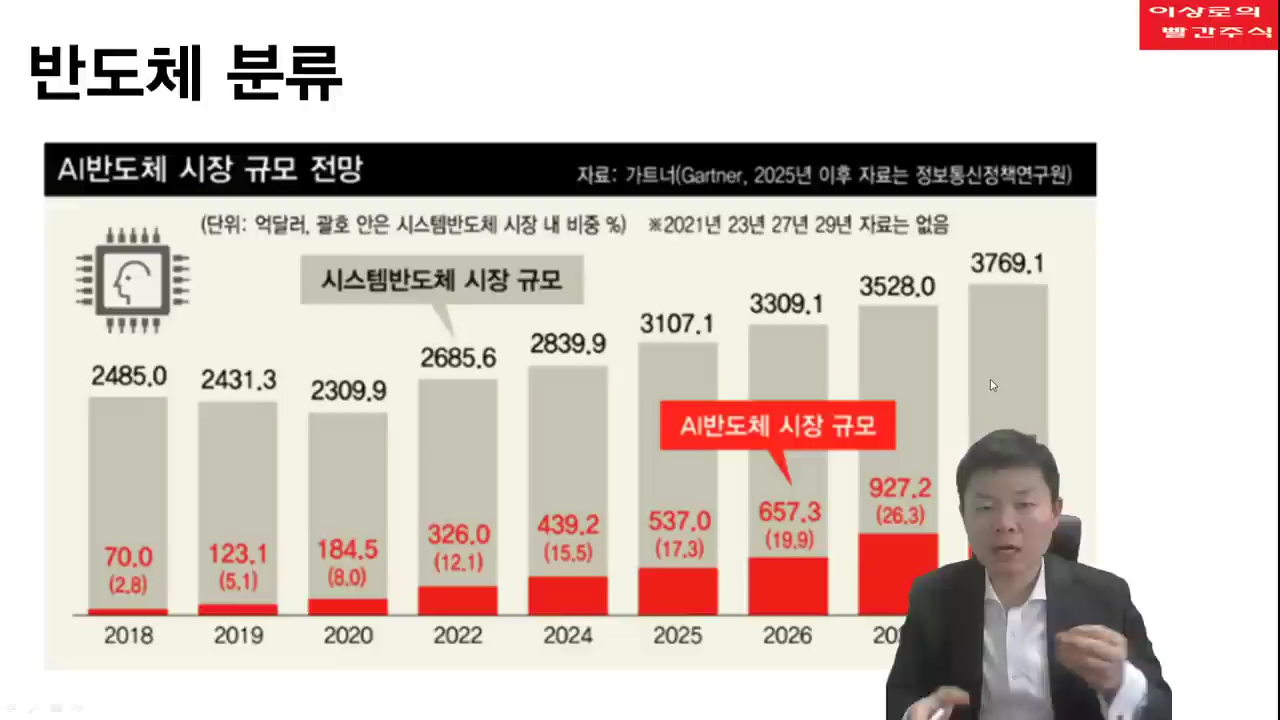 이상로의
빨간주식
반도체 분류
AI반도체 시장 규모 전망
자료: 가트너(Gartner, 2025년 이후 자료는 정보통신정책연구원)
(단위: 억달러, 괄호 안은 시스템반도체 시장 내 비중 %) ※2021년 23년 27년 29년 자료는 없음
시스템반도체 시장 규모
2485.0 2431.3 2309.9 2685.6 2839.9 3107.1 3309.1 3528.0 3769.1
AI반도체 시장 규모
70.0 123.1 184.5 326.0 439.2 537.0 657.3 927.2
(2.8) (5.1) (8.0) (12.1) (15.5) (17.3) (19.9) (26.3)
2018 2019 2020 2022 2024 2025 2026